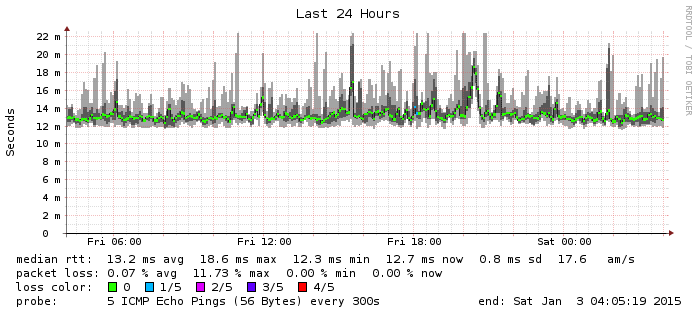 Last 24 Hours
RRDTOOL / TOBI OETIKER
Seconds
22 m
20 m
18 m
16 m
14 m
12 m
10 m
8 m
6 m
4 m
2 m
0
Fri 06:00 Fri 12:00 Fri 18:00 Sat 00:00
median rtt: 13.2 ms avg 18.6 ms max 12.3 ms min 12.7 ms now 0.8 ms sd 17.6 am/s
packet loss: 0.07 % avg 11.73 % max 0.00 % min 0.00 % now
loss color: 0 1/5 2/5 3/5 4/5
probe: 5 ICMP Echo Pings (56 Bytes) every 300s end: Sat Jan 3 04:05:19 2015